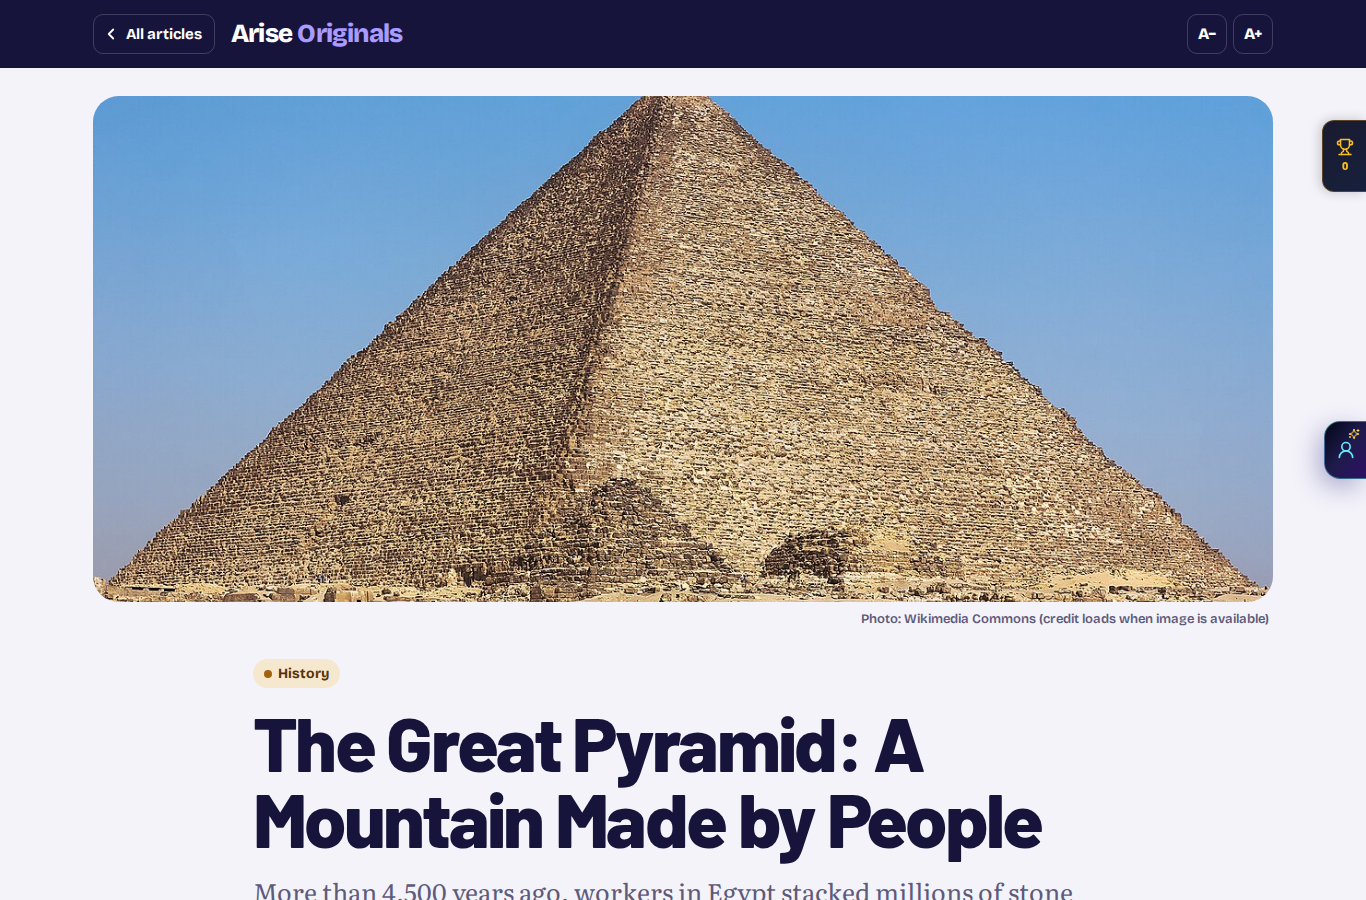 All articles
Arise Originals
A-
A+
0
Photo: Wikimedia Commons (credit loads when image is available)
History
The Great Pyramid: A
Mountain Made by People
More than 4,500 years ago, workers in Egypt stacked millions of stone